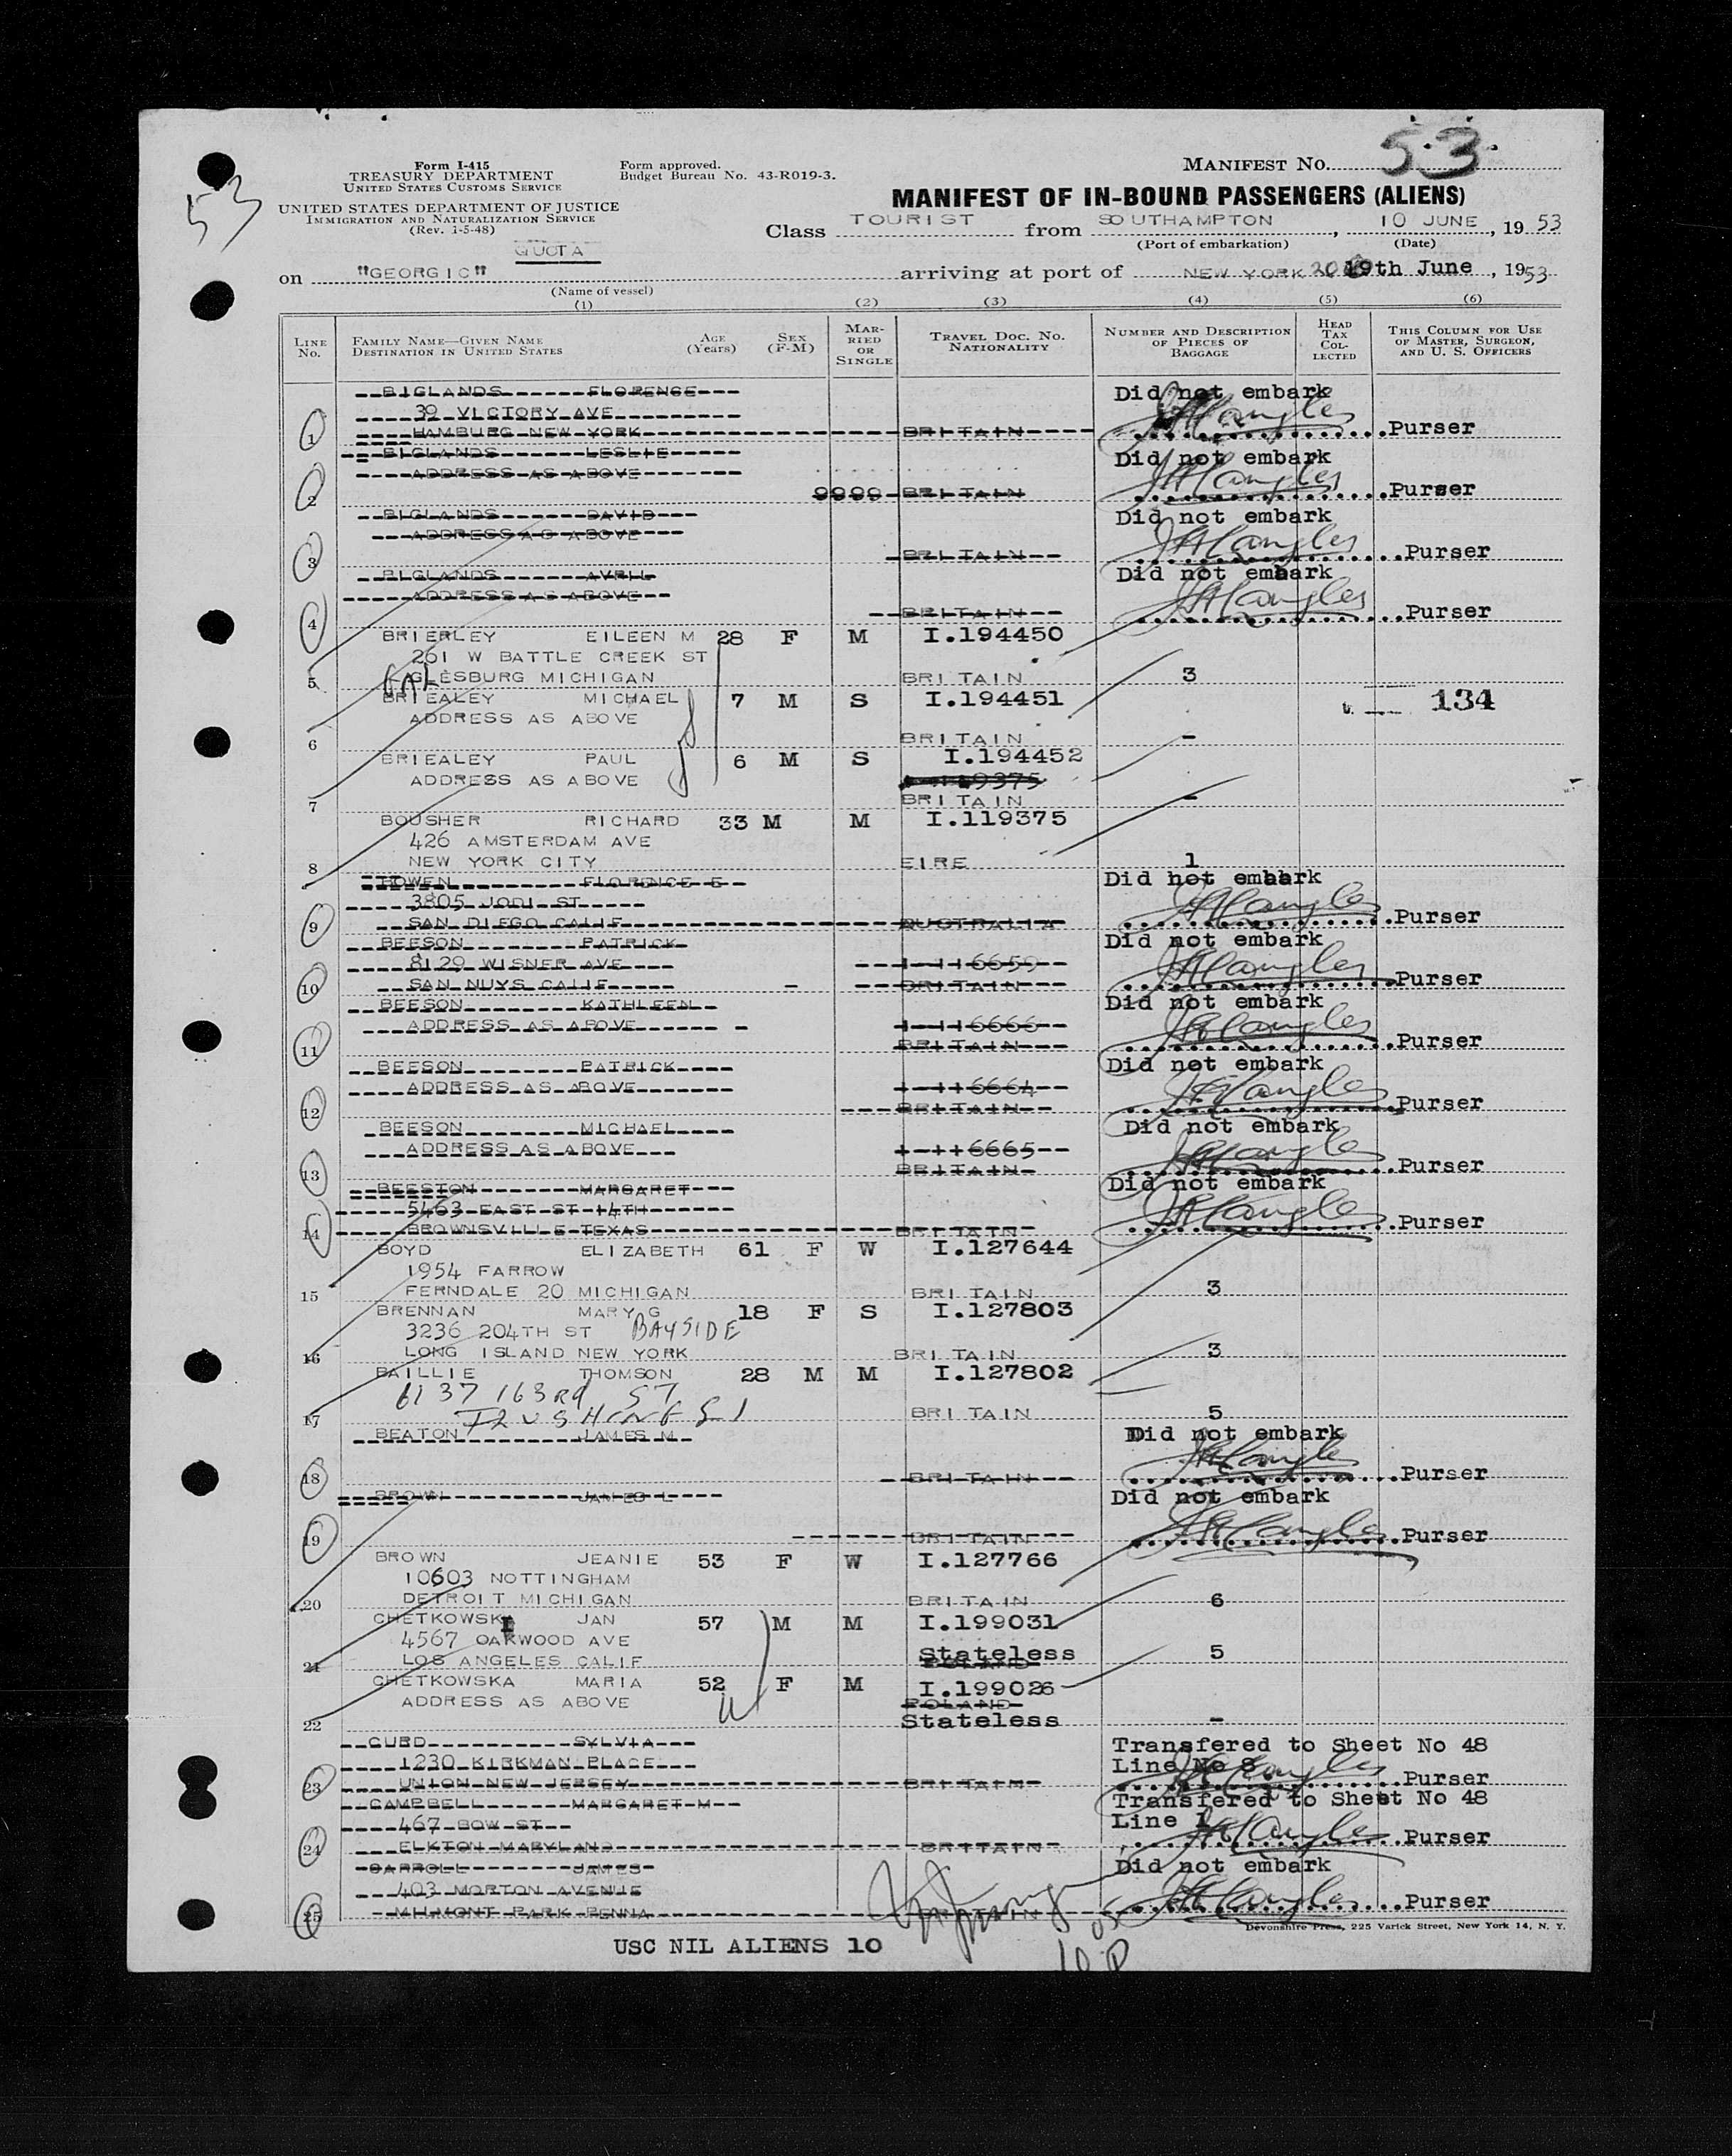 53
53
Form I-415
TREASURY DEPARTMENT
UNITED STATES CUSTOMS SERVICE
UNITED STATES DEPARTMENT OF JUSTICE
IMMIGRATION AND NATURALIZATION SERVICE
(Rev. 1-5-48)
Form approved.
Budget Bureau No. 43-R019-3.
MANIFEST NO.
MANIFEST OF IN-BOUND PASSENGERS (ALIENS)
Class TOURIST from SOUTHAMPTON, 10 JUNE, 1953
(Port of embarkation) (Date)
QUOTA
on "GEORGIC" arriving at port of NEW YORK 19th June, 1953
(Name of vessel)
(1) (2) (3) (4) (5) (6)
LINE No. FAMILY NAME—GIVEN NAME DESTINATION IN UNITED STATES AGE (Years) SEX (F-M) MARRIED OR SINGLE TRAVEL DOC. NO. NATIONALITY NUMBER AND DESCRIPTION OF PIECES OF BAGGAGE HEAD TAX COLLECTED THIS COLUMN FOR USE OF MASTER, SURGEON, AND U. S. OFFICERS
BIGLANDS FLORENCE Did not embark
39 VICTORY AVE
1 HAMBURG NEW YORK BRITAIN Purser
BIGLANDS LESLIE Did not embark
ADDRESS AS ABOVE
2 9999 BRITAIN Purser
BIGLANDS DAVID Did not embark
ADDRESS AS ABOVE
3 BRITAIN Purser
BIGLANDS AVRIL Did not embark
ADDRESS AS ABOVE
4 BRITAIN Purser
BRIERLEY EILEEN M 28 F M I.194450
261 W BATTLE CREEK ST
5 GALESBURG MICHIGAN BRITAIN 3
BRIEALEY MICHAEL 7 M S I.194451 134
ADDRESS AS ABOVE
6 BRITAIN -
BRIEALEY PAUL 6 M S I.194452
ADDRESS AS ABOVE 119375
7 BRITAIN -
BOUSHER RICHARD 33 M M I.119375
426 AMSTERDAM AVE
8 NEW YORK CITY EIRE 1
BOWEN FLORENCE E Did not embark
3805 JODI ST
9 SAN DIEGO CALIF AUSTRALIA Purser
BEESON PATRICK Did not embark
8129 WISNER AVE 116659
10 SAN NUYS CALIF BRITAIN Purser
BEESON KATHLEEN Did not embark
ADDRESS AS ABOVE 116666
11 BRITAIN Purser
BEESON PATRICK Did not embark
ADDRESS AS ABOVE 116664
12 BRITAIN Purser
BEESON MICHAEL Did not embark
ADDRESS AS ABOVE 116665
13 BRITAIN Purser
BEESTON MARGARET Did not embark
5463 EAST ST 14TH
14 BROWNSVILLE TEXAS BRITAIN Purser
BOYD ELIZABETH 61 F W I.127644
1954 FARROW
15 FERNDALE 20 MICHIGAN BRITAIN 3
BRENNAN MARY G 18 F S I.127803
3236 204TH ST BAYSIDE
16 LONG ISLAND NEW YORK BRITAIN 3
BAILLIE THOMSON 28 M M I.127802
6137 163RD ST
17 BRITAIN 5
BEATON JAMES M Did not embark
18 BRITAIN Purser
BROWN JAMES L Did not embark
19 BRITAIN Purser
BROWN JEANIE 53 F W I.127766
10603 NOTTINGHAM
20 DETROIT MICHIGAN BRITAIN 6
CHETKOWSKI JAN 57 M M I.199031
4567 OAKWOOD AVE Stateless
21 LOS ANGELES CALIF POLAND 5
CHETKOWSKA MARIA 52 F M I.199026
ADDRESS AS ABOVE POLAND
22 Stateless -
CURD SYLVIA Transfered to Sheet No 48
1230 KIRKMAN PLACE Line No 8
23 UNION NEW JERSEY BRITAIN Purser
CAMPBELL MARGARET M Transfered to Sheet No 48
467 BOW ST Line 1
24 ELKTON MARYLAND BRITAIN Purser
CARROLL JAMES Did not embark
403 MORTON AVENUE
25 MILMONT PARK PENNA Purser
Devonshire Press, 225 Varick Street, New York 14, N. Y.
USC NIL ALIENS 10